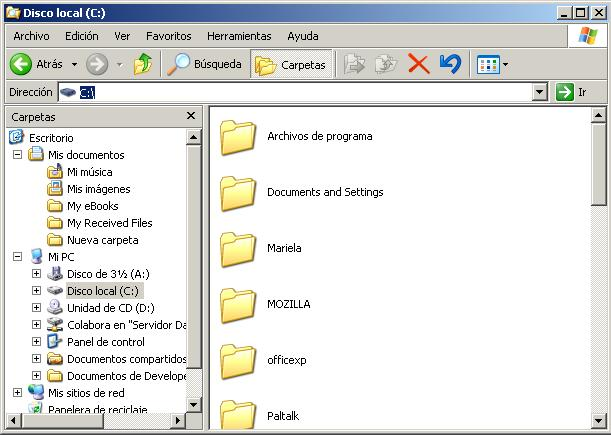 Disco local (C:)
Archivo Edición Ver Favoritos Herramientas Ayuda
Atrás Búsqueda Carpetas
Dirección C:\ Ir
Carpetas
Escritorio
Mis documentos
Mi música
Mis imágenes
My eBooks
My Received Files
Nueva carpeta
Mi PC
Disco de 3½ (A:)
Disco local (C:)
Unidad de CD (D:)
Colabora en "Servidor Da
Panel de control
Documentos compartidos
Documentos de Develope
Mis sitios de red
Papelera de reciclaje
Archivos de programa
Documents and Settings
Mariela
MOZILLA
officexp
Paltalk